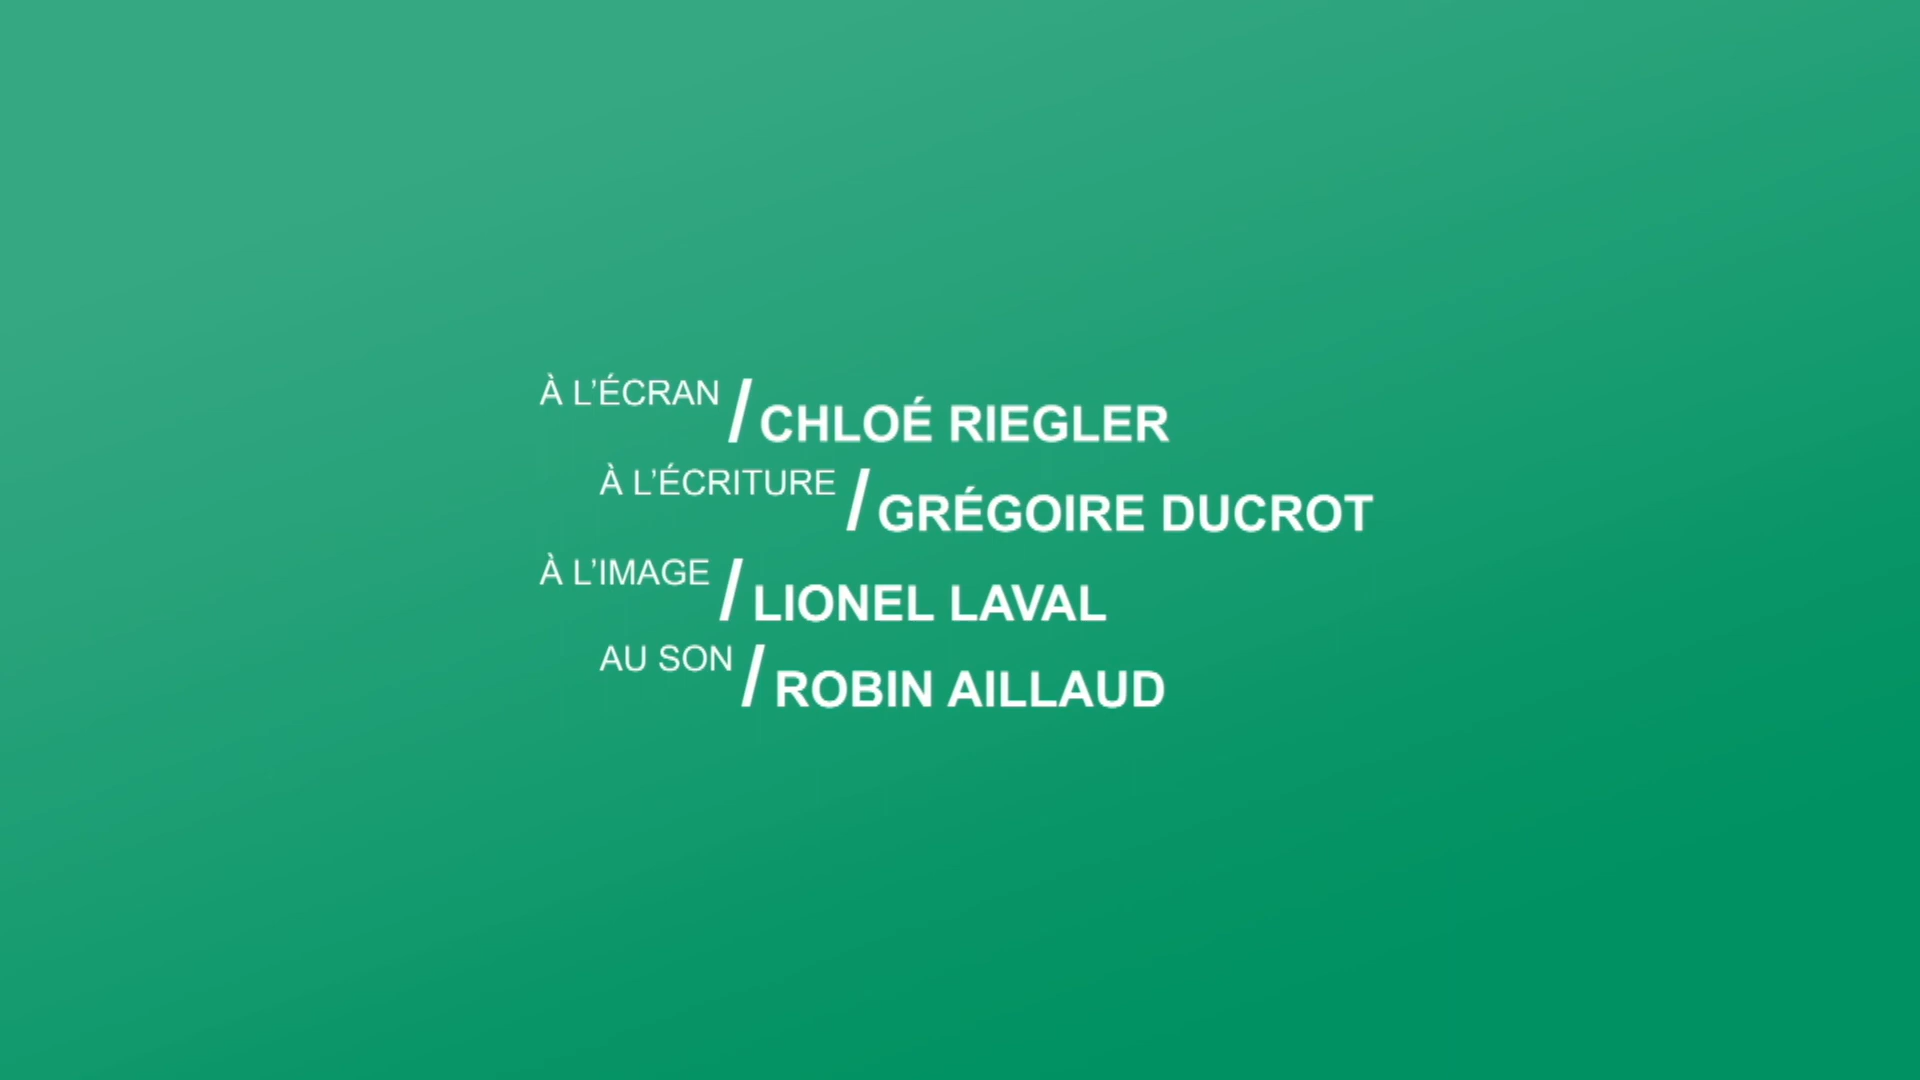 À L’ÉCRAN / CHLOÉ RIEGLER
À L’ÉCRITURE / GRÉGOIRE DUCROT
À L’IMAGE / LIONEL LAVAL
AU SON / ROBIN AILLAUD